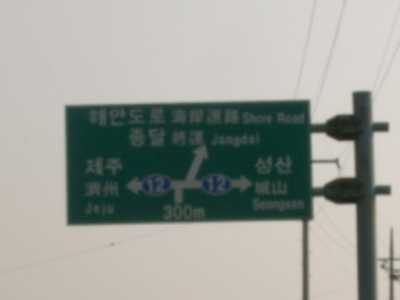 해안도로 海岸道路 Shore Road
종달 終達 Jongdal
제주 성산
濟州 12 12 城山
Jeju Seongsan
300m